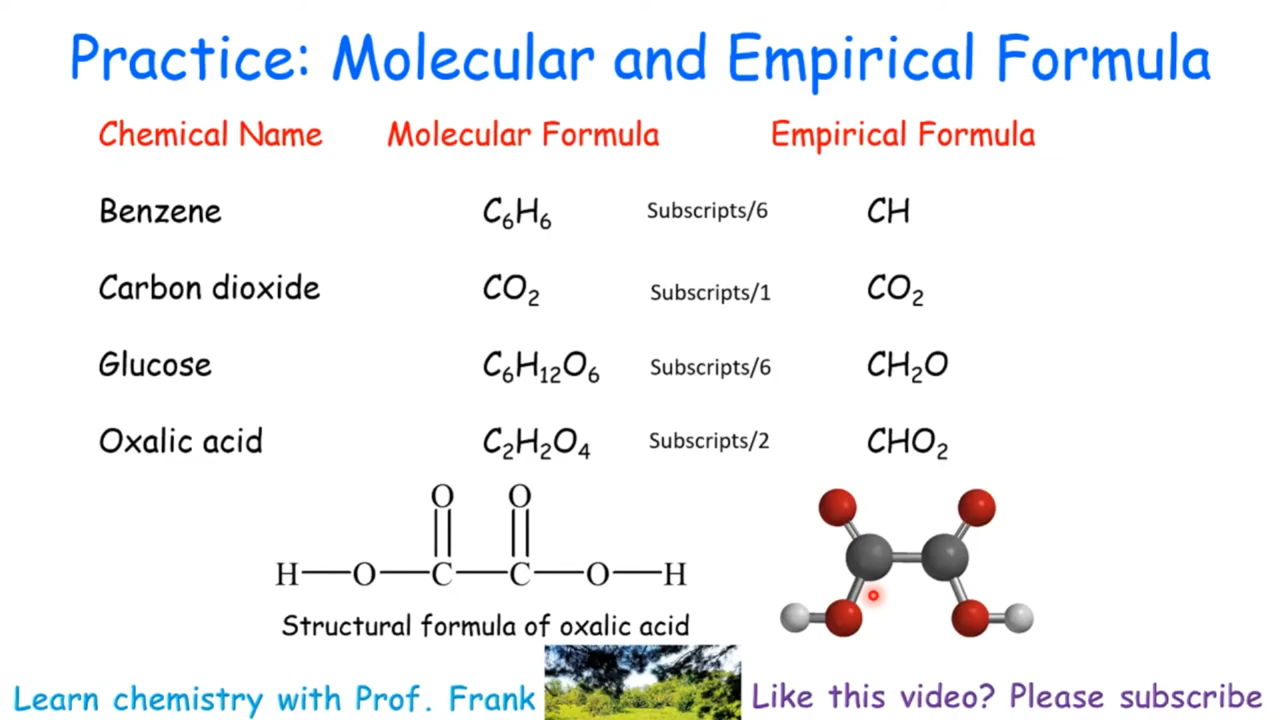 Practice: Molecular and Empirical Formula
Chemical Name Molecular Formula Empirical Formula
Benzene C₆H₆ Subscripts/6 CH
Carbon dioxide CO₂ Subscripts/1 CO₂
Glucose C₆H₁₂O₆ Subscripts/6 CH₂O
Oxalic acid C₂H₂O₄ Subscripts/2 CHO₂
O O
H O C C O H
Structural formula of oxalic acid
Learn chemistry with Prof. Frank Like this video? Please subscribe